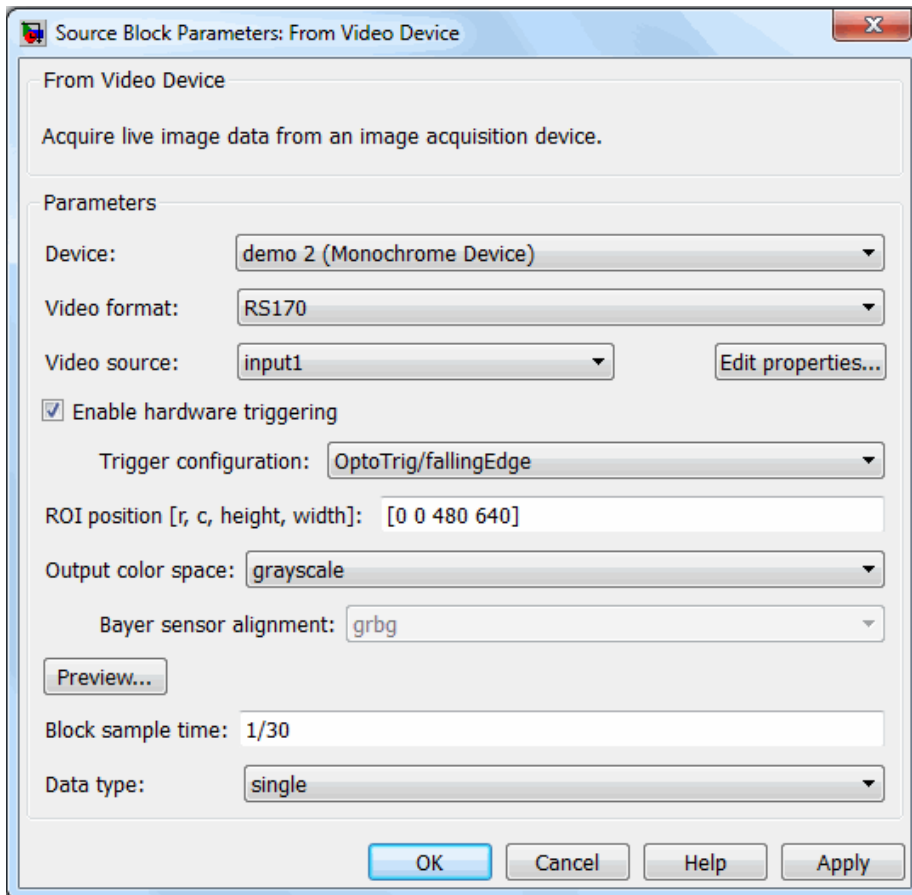 Source Block Parameters: From Video Device
From Video Device
Acquire live image data from an image acquisition device.
Parameters
Device: demo 2 (Monochrome Device)
Video format: RS170
Video source: input1 Edit properties...
Enable hardware triggering
Trigger configuration: OptoTrig/fallingEdge
ROI position [r, c, height, width]: [0 0 480 640]
Output color space: grayscale
Bayer sensor alignment: grbg
Preview...
Block sample time: 1/30
Data type: single
OK Cancel Help Apply